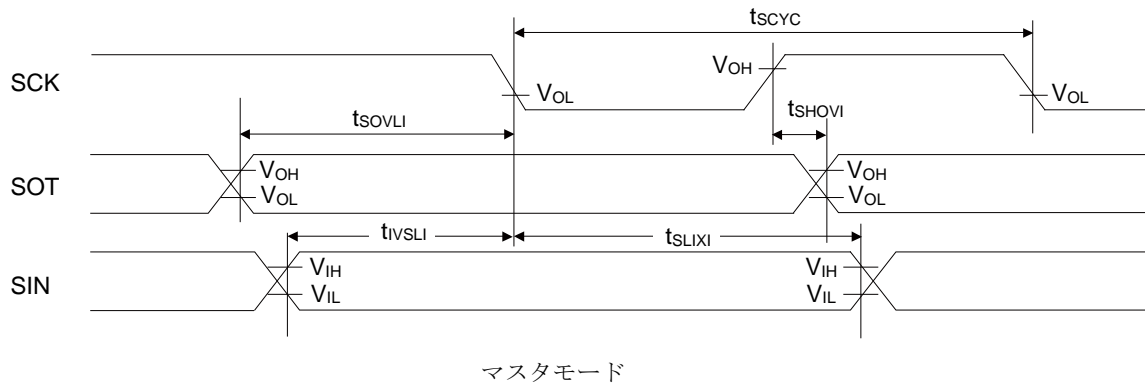 tSCYC
SCK
VOH
VOL
VOL
tSOVLI
tSHOVI
SOT
VOH
VOL
VOH
VOL
tIVSLI
tSLIXI
SIN
VIH
VIL
VIH
VIL
マスタモード